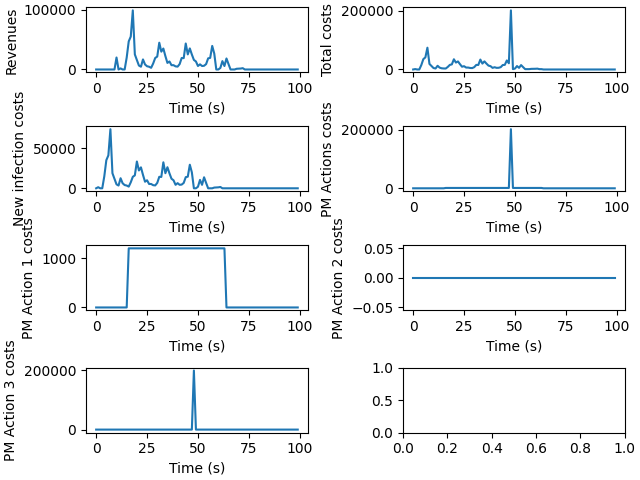 Revenues
100000
0
0 25 50 75 100
Time (s)
Total costs
200000
0
0 25 50 75 100
Time (s)
New infection costs
50000
0
0 25 50 75 100
Time (s)
PM Actions costs
200000
0
0 25 50 75 100
Time (s)
PM Action 1 costs
1000
0
0 25 50 75 100
Time (s)
PM Action 2 costs
0.05
0.00
−0.05
0 25 50 75 100
Time (s)
PM Action 3 costs
200000
0
0 25 50 75 100
Time (s)
1.0
0.5
0.0
0.0 0.2 0.4 0.6 0.8 1.0